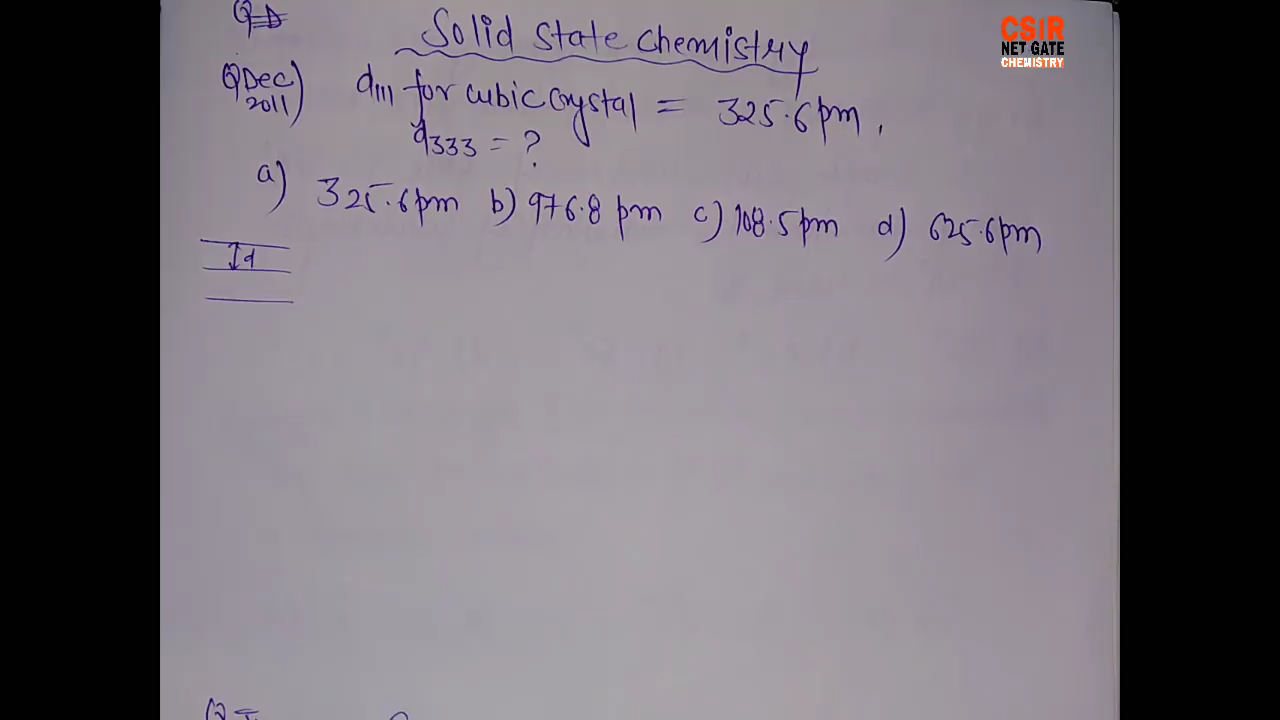 Solid State Chemistry
CSIR
NET GATE
CHEMISTRY
Q Dec 2011) d111 for cubic crystal = 325.6 pm,
d333 = ?
a) 325.6 pm b) 976.8 pm c) 108.5 pm d) 625.6 pm
d